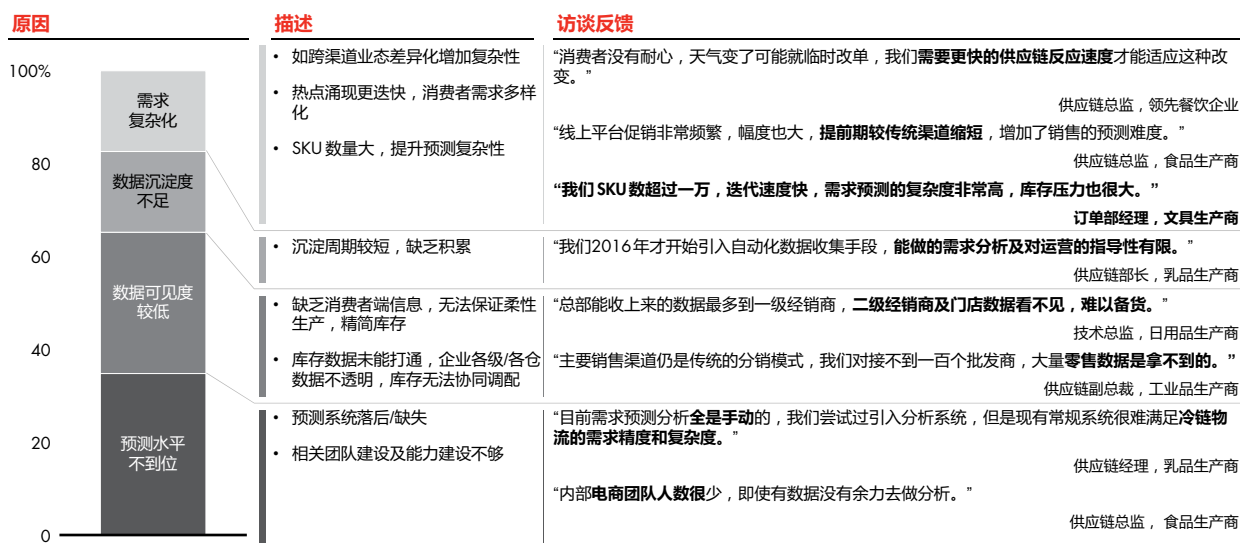 原因
描述
访谈反馈
100%
80
60
40
20
0
需求
复杂化
数据沉淀度
不足
数据可见度
较低
预测水平
不到位
• 如跨渠道业态差异化增加复杂性
• 热点涌现更迭快，消费者需求多样
化
• SKU 数量大，提升预测复杂性
“消费者没有耐心，天气变了可能就临时改单，我们需要更快的供应链反应速度才能适应这种改
变。”
供应链总监，领先餐饮企业
“线上平台促销非常频繁，幅度也大，提前期较传统渠道缩短，增加了销售的预测难度。”
供应链总监，食品生产商
“我们 SKU 数超过一万，迭代速度快，需求预测的复杂度非常高，库存压力也很大。”
订单部经理，文具生产商
• 沉淀周期较短，缺乏积累
“我们2016年才开始引入自动化数据收集手段，能做的需求分析及对运营的指导性有限。”
供应链部长，乳品生产商
• 缺乏消费者端信息，无法保证柔性
生产，精简库存
• 库存数据未能打通，企业各级/各仓
数据不透明，库存无法协同调配
“总部能收上来的数据最多到一级经销商，二级经销商及门店数据看不见，难以备货。”
技术总监，日用品生产商
“主要销售渠道仍是传统的分销模式，我们对接不到一百个批发商，大量零售数据是拿不到的。”
供应链副总裁，工业品生产商
• 预测系统落后/缺失
• 相关团队建设及能力建设不够
“目前需求预测分析全是手动的，我们尝试过引入分析系统，但是现有常规系统很难满足冷链物
流的需求精度和复杂度。”
供应链经理，乳品生产商
“内部电商团队人数很少，即使有数据没有余力去做分析。”
供应链总监， 食品生产商